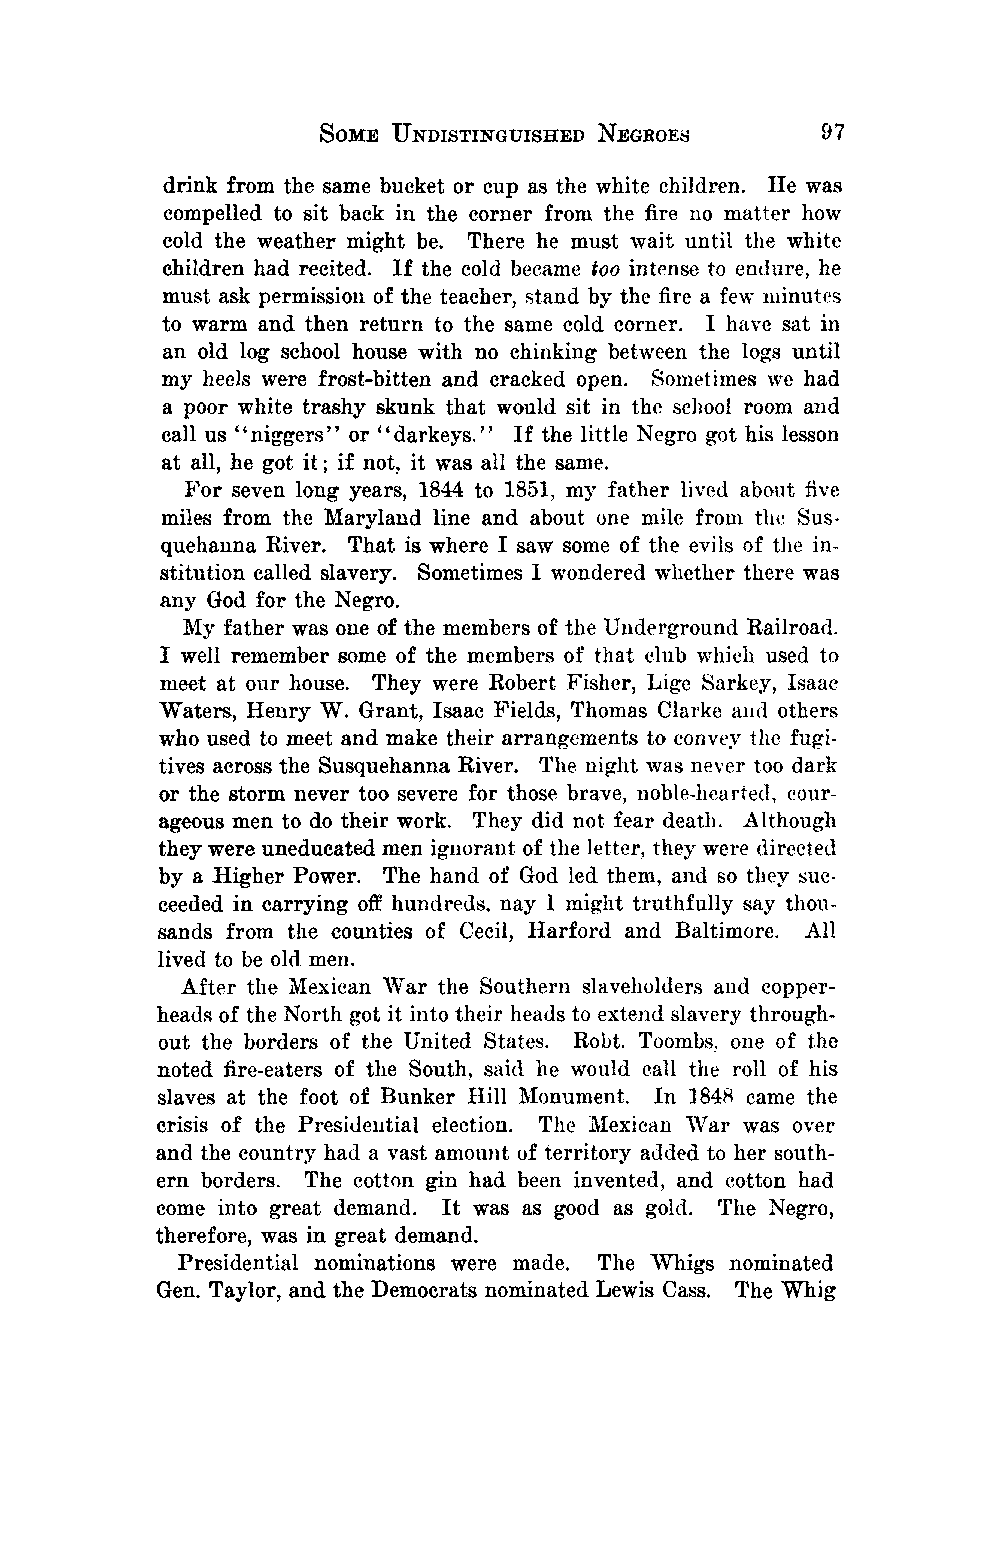 SOME UNDISTINGUISHED NEGROES 97
drink from the same bucket or cup as the white children. He was
compelled to sit back in the corner from the fire no matter how
cold the weather might be. There he must wait until the white
children had recited. If the cold became too intense to endure, he
must ask permission of the teacher, stand by the fire a few minutes
to warm and then return to the same cold corner. I have sat in
an old log school house with no chinking between the logs until
my heels were frost-bitten and cracked open. Sometimes we had
a poor white trashy skunk that would sit in the school room and
call us "niggers" or "darkeys." If the little Negro got his lesson
at all, he got it; if not, it was all the same.
For seven long years, 1844 to 1851, my father lived about five
miles from the Maryland line and about one mile from the Sus-
quehanna River. That is where I saw some of the evils of the in-
stitution called slavery. Sometimes I wondered whether there was
any God for the Negro.
My father was one of the members of the Underground Railroad.
I well remember some of the members of that club which used to
meet at our house. They were Robert Fisher, Lige Sarkey, Isaac
Waters, Henry W. Grant, Isaac Fields, Thomas Clarke and others
who used to meet and make their arrangements to convey the fugi-
tives across the Susquehanna River. The night was never too dark
or the storm never too severe for those brave, noble-hearted, cour-
ageous men to do their work. They did not fear death. Although
they were uneducated men ignorant of the letter, they were directed
by a Higher Power. The hand of God led them, and so they suc-
ceeded in carrying off hundreds, nay I might truthfully say thou-
sands from the counties of Cecil, Harford and Baltimore. All
lived to be old men.
After the Mexican War the Southern slaveholders and copper-
heads of the North got it into their heads to extend slavery through-
out the borders of the United States. Robt. Toombs, one of the
noted fire-eaters of the South, said he would call the roll of his
slaves at the foot of Bunker Hill Monument. In 1848 came the
crisis of the Presidential election. The Mexican War was over
and the country had a vast amount of territory added to her south-
ern borders. The cotton gin had been invented, and cotton had
come into great demand. It was as good as gold. The Negro,
therefore, was in great demand.
Presidential nominations were made. The Whigs nominated
Gen. Taylor, and the Democrats nominated Lewis Cass. The Whig